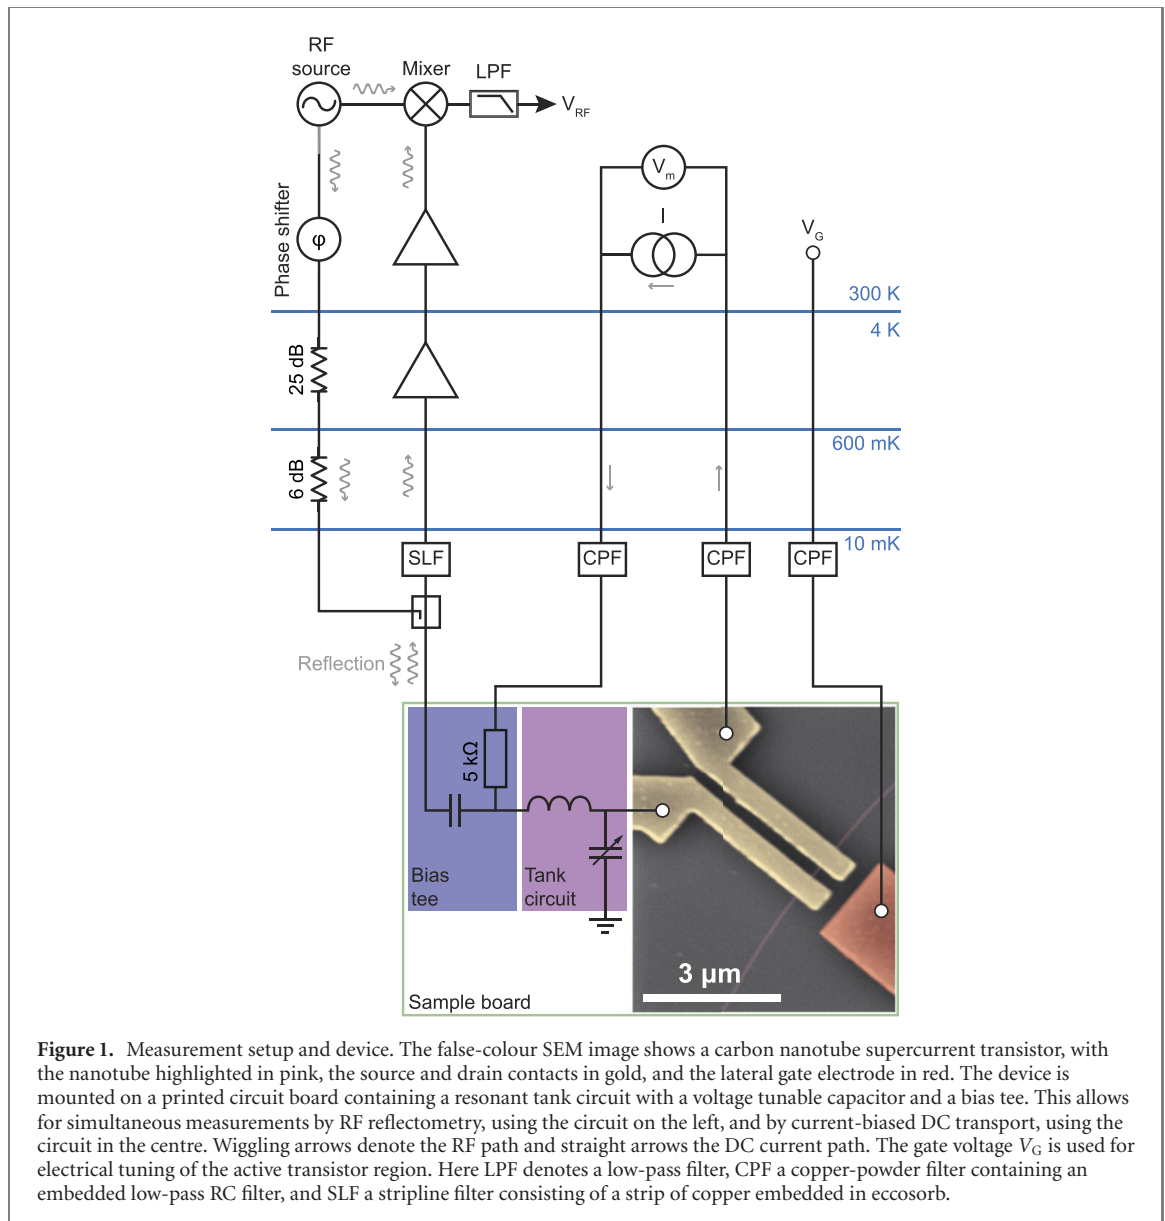 RF
source
Mixer
LPF
V_RF
Phase shifter
φ
V_m
I
V_G
300 K
4 K
25 dB
600 mK
6 dB
10 mK
SLF
CPF
CPF
CPF
Reflection
5 kΩ
Bias
tee
Tank
circuit
3 μm
Sample board
Figure 1. Measurement setup and device. The false-colour SEM image shows a carbon nanotube supercurrent transistor, with
the nanotube highlighted in pink, the source and drain contacts in gold, and the lateral gate electrode in red. The device is
mounted on a printed circuit board containing a resonant tank circuit with a voltage tunable capacitor and a bias tee. This allows
for simultaneous measurements by RF reflectometry, using the circuit on the left, and by current-biased DC transport, using the
circuit in the centre. Wiggling arrows denote the RF path and straight arrows the DC current path. The gate voltage V_G is used for
electrical tuning of the active transistor region. Here LPF denotes a low-pass filter, CPF a copper-powder filter containing an
embedded low-pass RC filter, and SLF a stripline filter consisting of a strip of copper embedded in eccosorb.